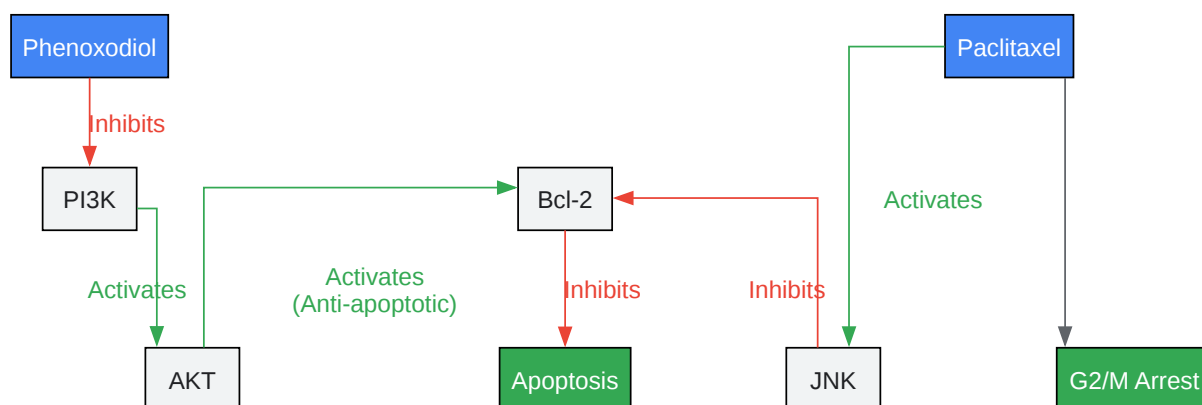 Phenoxodiol
Paclitaxel
Inhibits
PI3K
Bcl-2
Activates
Activates
Activates
(Anti-apoptotic)
Inhibits
Inhibits
AKT
Apoptosis
JNK
G2/M Arrest